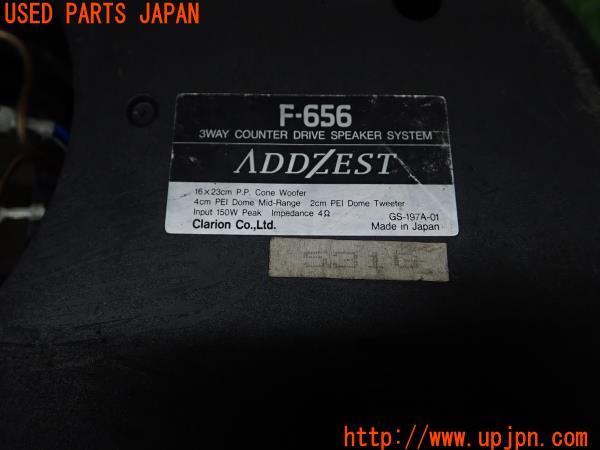 USED PARTS JAPAN
F-656
3WAY COUNTER DRIVE SPEAKER SYSTEM
ADDZEST
16×23cm P.P. Cone Woofer
4cm PEI Dome Mid-Range 2cm PEI Dome Tweeter
Input 150W Peak Impedance 4Ω GS-197A-01
Clarion Co.,Ltd. Made in Japan
http://www.upjpn.com